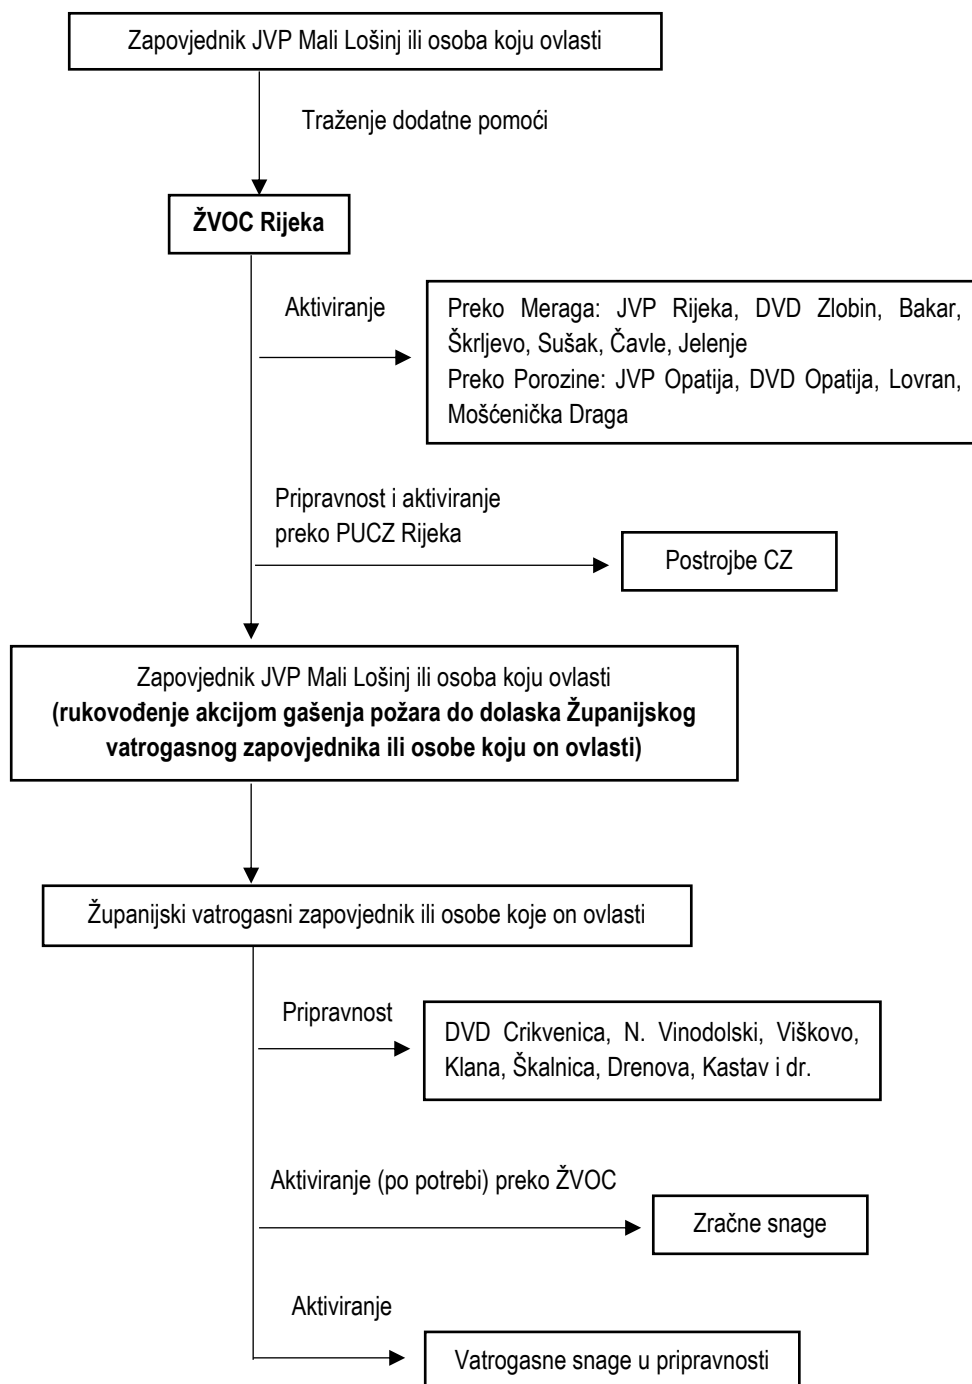 Zapovjednik JVP Mali Lošinj ili osoba koju ovlasti
Traženje dodatne pomoći
ŽVOC Rijeka
Aktiviranje
Preko Meraga: JVP Rijeka, DVD Zlobin, Bakar,
Škrljevo, Sušak, Čavle, Jelenje
Preko Porozine: JVP Opatija, DVD Opatija, Lovran,
Mošćenička Draga
Pripravnost i aktiviranje
preko PUCZ Rijeka
Postrojbe CZ
Zapovjednik JVP Mali Lošinj ili osoba koju ovlasti
(rukovođenje akcijom gašenja požara do dolaska Županijskog
vatrogasnog zapovjednika ili osobe koju on ovlasti)
Županijski vatrogasni zapovjednik ili osobe koje on ovlasti
Pripravnost
DVD Crikvenica, N. Vinodolski, Viškovo,
Klana, Škalnica, Drenova, Kastav i dr.
Aktiviranje (po potrebi) preko ŽVOC
Zračne snage
Aktiviranje
Vatrogasne snage u pripravnosti